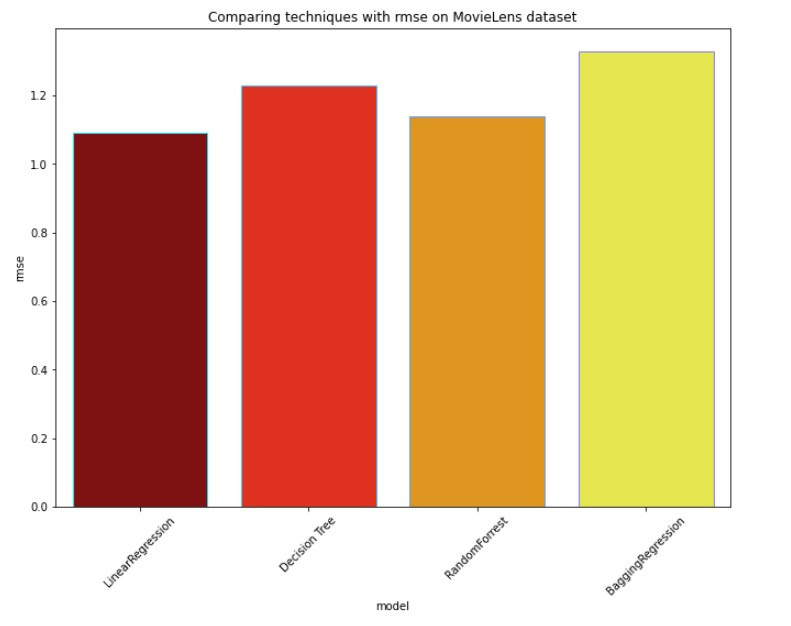 Comparing techniques with rmse on MovieLens dataset
rmse
1.2
1.0
0.8
0.6
0.4
0.2
0.0
LinearRegression
Decision Tree
RandomForrest
BaggingRegression
model